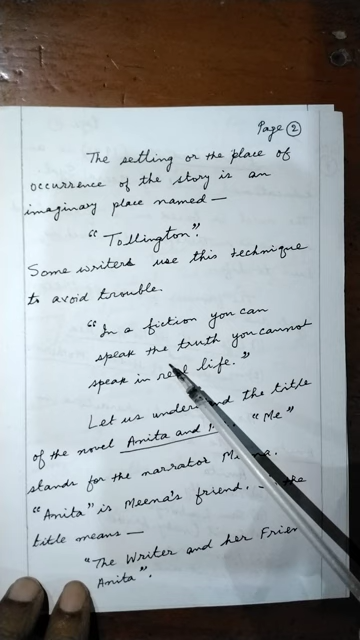 Page 2
The setting or the place of
occurrence of the story is an
imaginary place named —
"Tollington".
Some writers use this technique
to avoid trouble.
"In a fiction you can
speak the truth you cannot
speak in real life."
Let us the title
of the novel Anita and "Me"
stands for the narrator
"Anita" is Meena's friend. the
title means —
"The Writer and her
Anita".